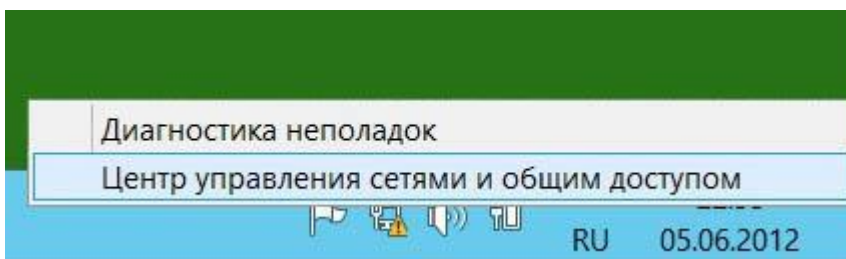 Диагностика неполадок
Центр управления сетями и общим доступом
RU 05.06.2012